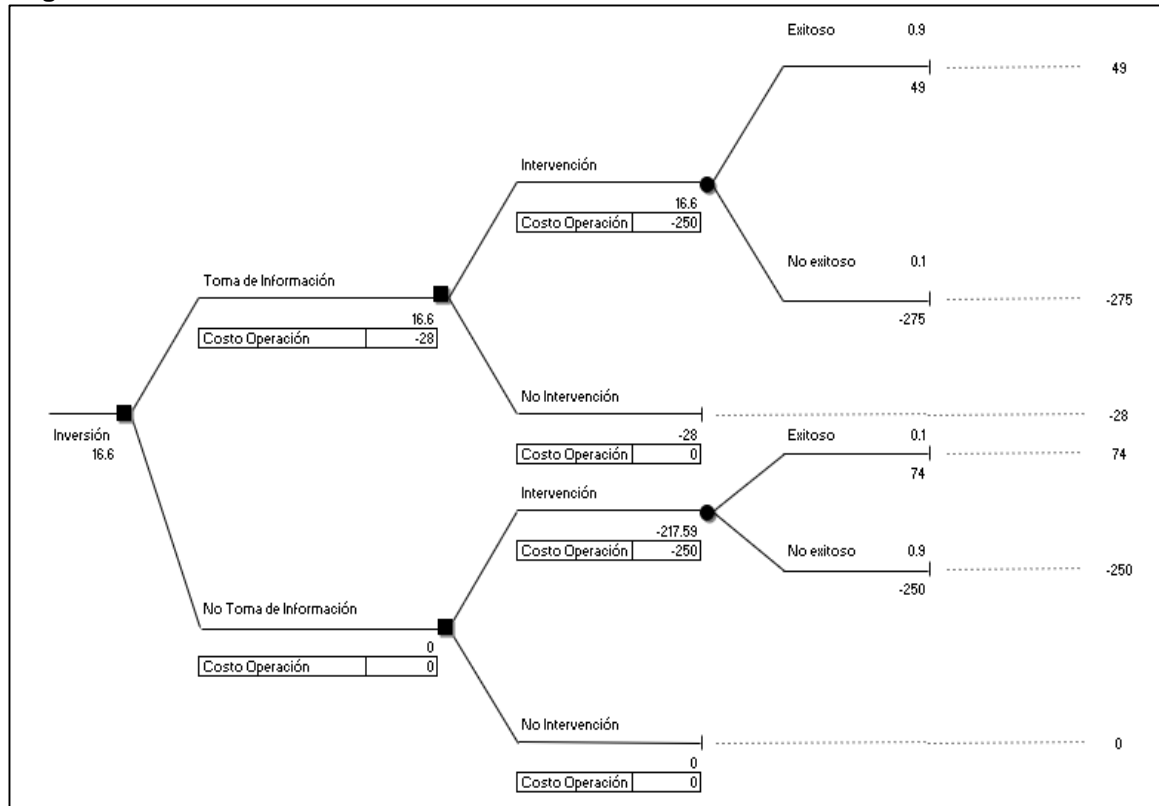 Exitoso 0.9
49
49
Intervención
16.6
Costo Operación -250
No exitoso 0.1
-275
-275
Toma de Información
16.6
Costo Operación -28
No Intervención
-28
-28
Costo Operación 0
Inversión
16.6
Exitoso 0.1
74
74
Intervención
-217.59
Costo Operación -250
No exitoso 0.9
-250
-250
No Toma de Información
0
Costo Operación 0
No Intervención
0
0
Costo Operación 0